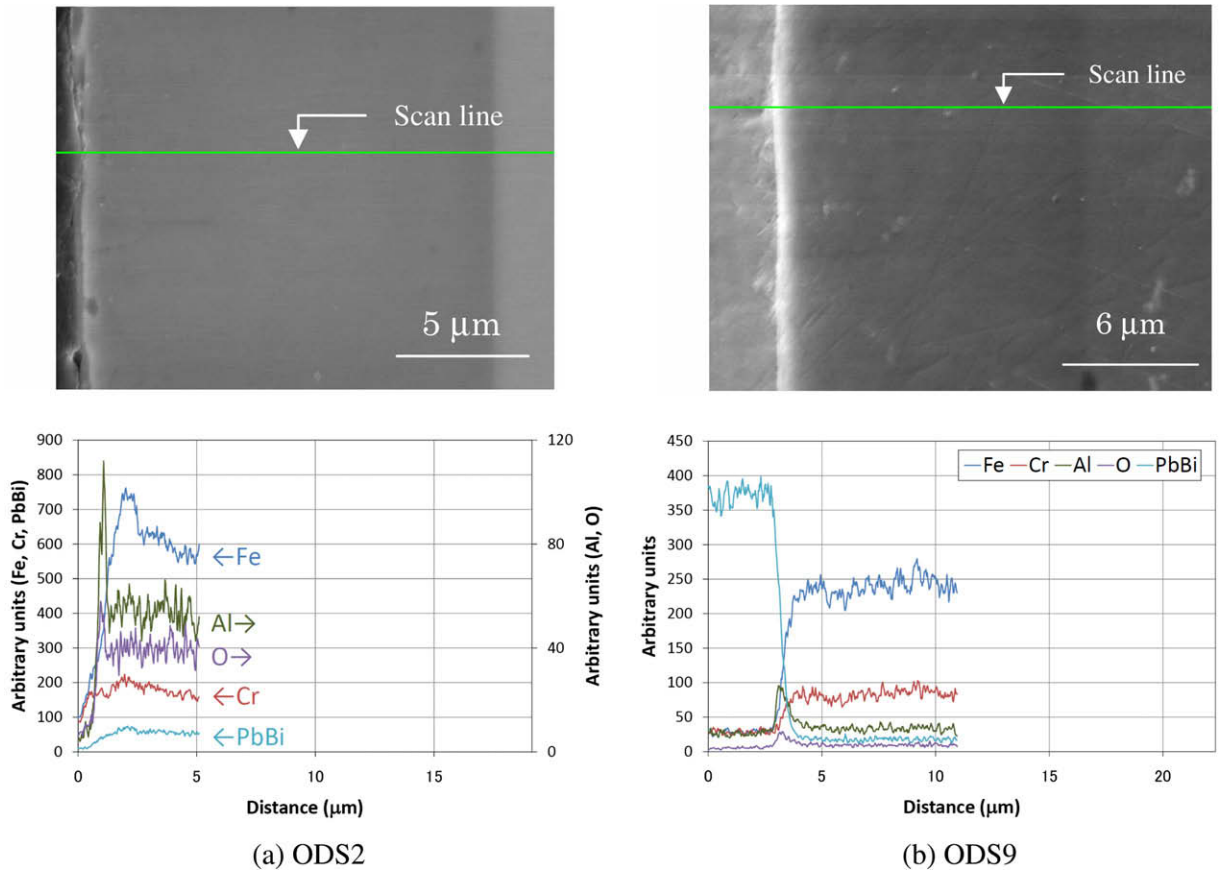 Scan line
5 μm
Scan line
6 μm
Arbitrary units (Fe, Cr, PbBi)
900
800
700
600
500
400
300
200
100
0
←Fe
Al→
O→
←Cr
←PbBi
120
80
40
0
Arbitrary units (Al, O)
0
5
10
15
Distance (μm)
(a) ODS2
Arbitrary units
450
400
350
300
250
200
150
100
50
0
Fe Cr Al O PbBi
0
5
10
15
20
Distance (μm)
(b) ODS9